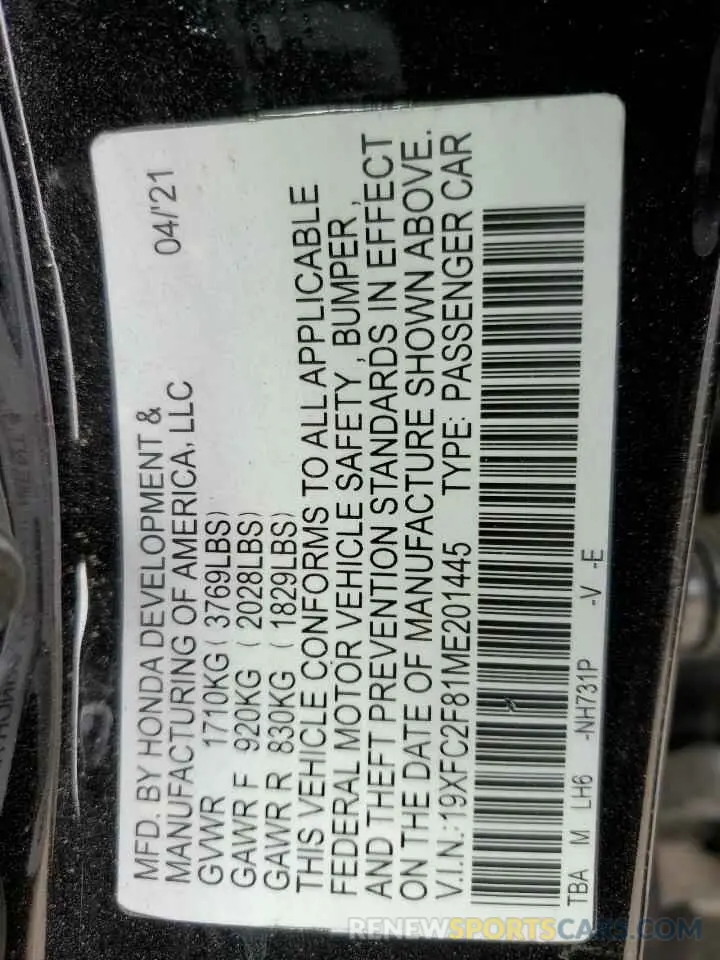 MFD. BY HONDA DEVELOPMENT & 04/'21
MANUFACTURING OF AMERICA, LLC
GVWR 1710KG ( 3769LBS)
GAWR F 920KG ( 2028LBS)
GAWR R 830KG ( 1829LBS)
THIS VEHICLE CONFORMS TO ALL APPLICABLE
FEDERAL MOTOR VEHICLE SAFETY , BUMPER ,
AND THEFT PREVENTION STANDARDS IN EFFECT
ON THE DATE OF MANUFACTURE SHOWN ABOVE.
V.I.N.:19XFC2F81ME201445 TYPE: PASSENGER CAR
TBA M LH6 -NH731P -V -E
RENEWSPORTSCARS.COM